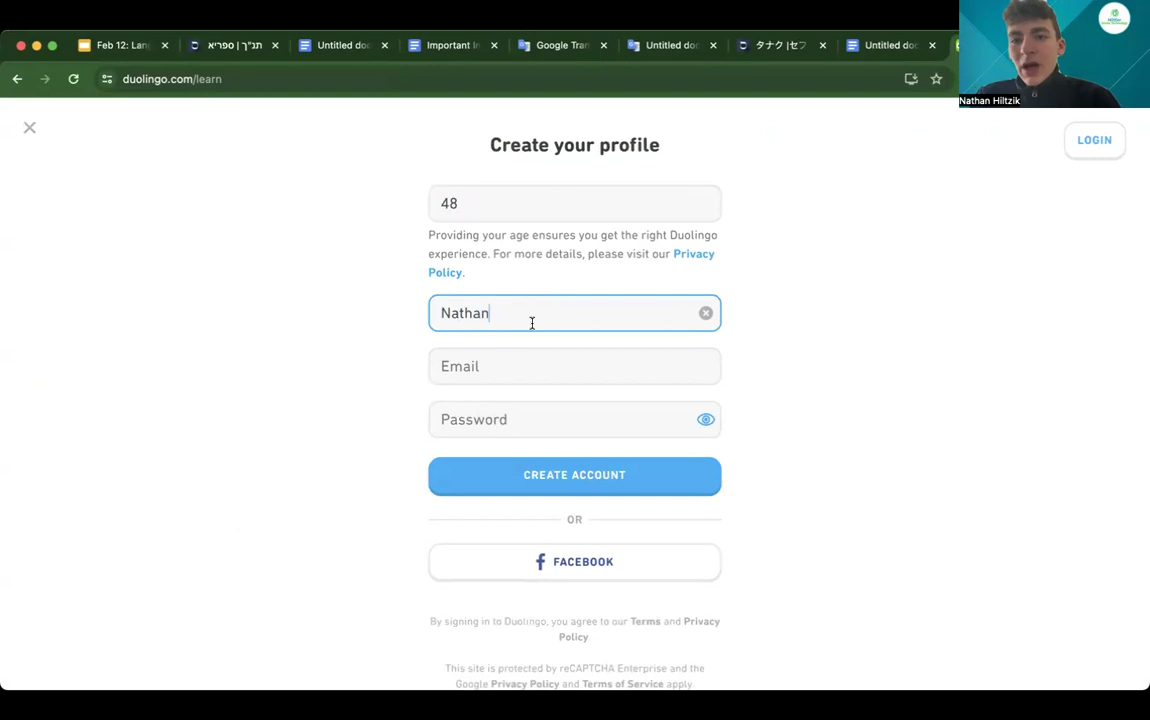 Feb 12: Lan
תנ"ך | ספריא
Untitled doc
Important In
Google Tran
Untitled doc
タナク |セフ
Untitled doc
duolingo.com/learn
Nathan Hiltzik
Create your profile
LOGIN
48
Providing your age ensures you get the right Duolingo
experience. For more details, please visit our Privacy
Policy.
Nathan
Email
Password
CREATE ACCOUNT
OR
FACEBOOK
By signing in to Duolingo, you agree to our Terms and Privacy
Policy.
This site is protected by reCAPTCHA Enterprise and the
Google Privacy Policy and Terms of Service apply.